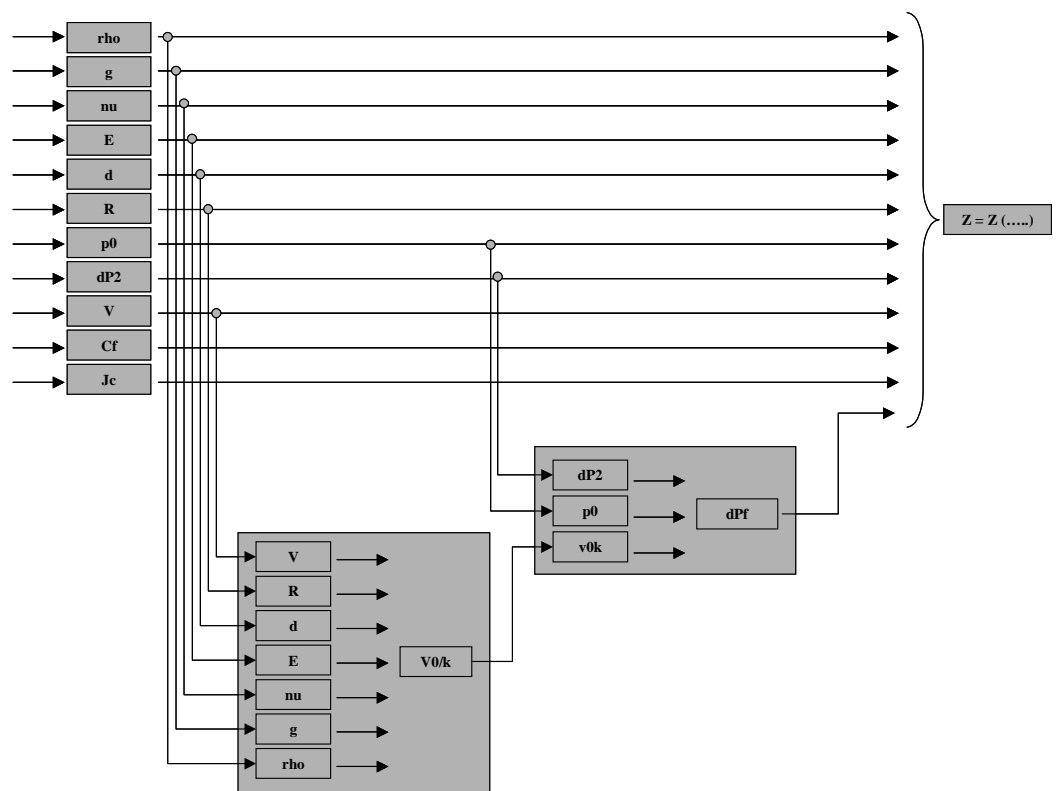 rho
g
nu
E
d
R
p0
dP2
V
Cf
Jc
Z = Z (…..)
dP2
p0
v0k
dPf
V
R
d
E
nu
g
rho
V0/k